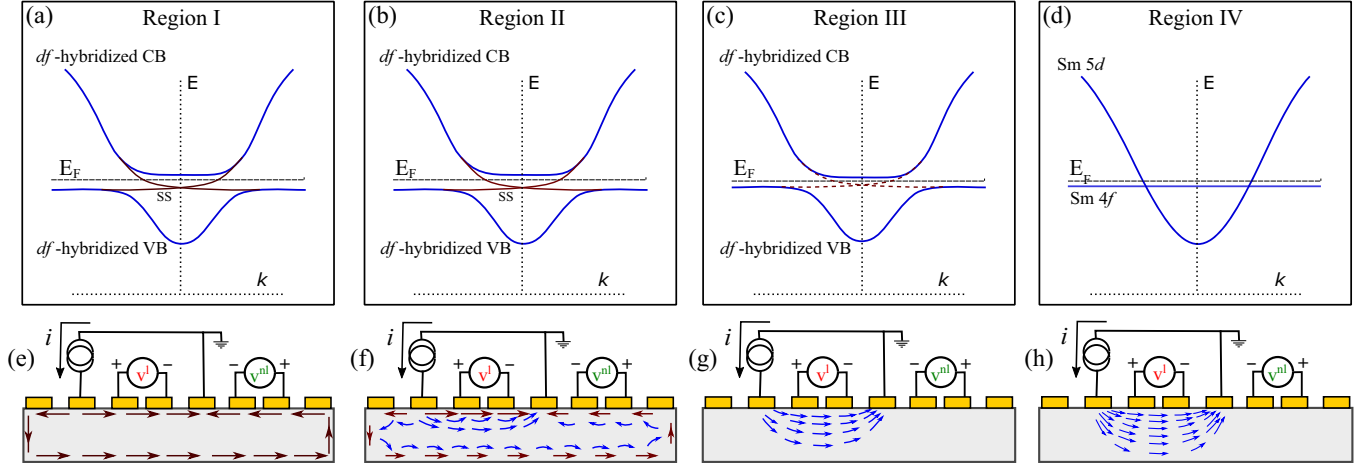 (a) Region I
df-hybridized CB
E
E_F
ss
df-hybridized VB
k
(b) Region II
df-hybridized CB
E
E_F
ss
df-hybridized VB
k
(c) Region III
df-hybridized CB
E
E_F
df-hybridized VB
k
(d) Region IV
Sm 5d
E
E_F
Sm 4f
k
(e) i + v^l − − v^nl +
(f) i + v^l − − v^nl +
(g) i + v^l − − v^nl +
(h) i + v^l − − v^nl +